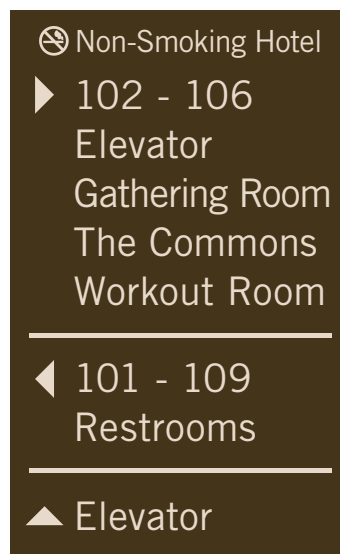 Non-Smoking Hotel
102 - 106
Elevator
Gathering Room
The Commons
Workout Room
101 - 109
Restrooms
Elevator